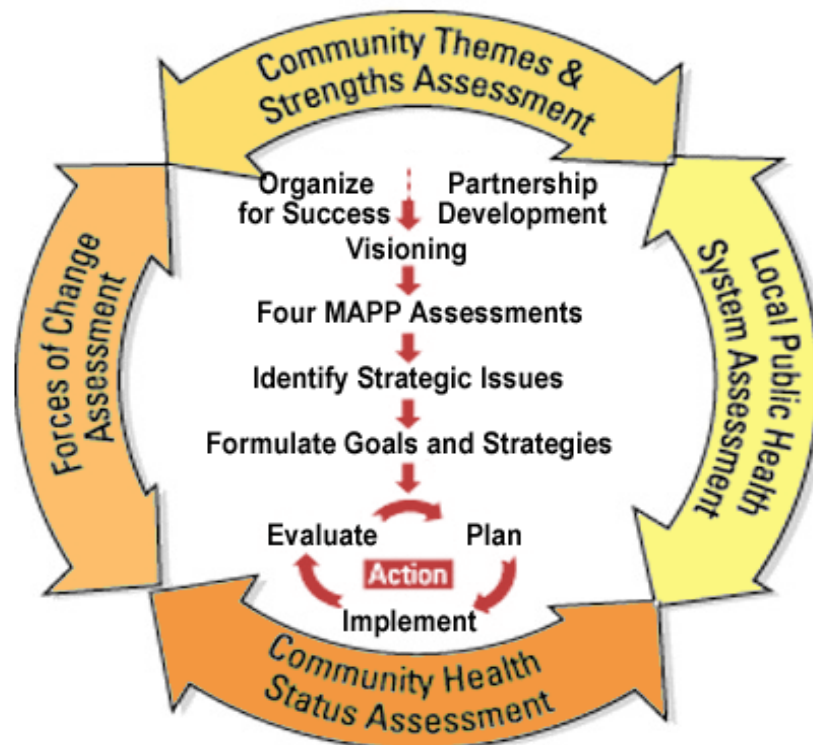 Community Themes &
Strengths Assessment
Organize
for Success
Partnership
Development
Visioning
Four MAPP Assessments
Identify Strategic Issues
Formulate Goals and Strategies
Evaluate
Plan
Action
Implement
Forces of Change
Assessment
Local Public Health
System Assessment
Community Health
Status Assessment